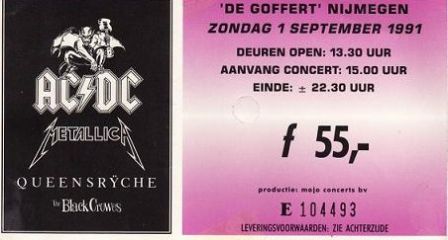 AC/DC
METALLICA
QUEENSRŸCHE
The Black Crowes
'DE GOFFERT' NIJMEGEN
ZONDAG 1 SEPTEMBER 1991
DEUREN OPEN: 13.30 UUR
AANVANG CONCERT: 15.00 UUR
EINDE: ± 22.30 UUR
f 55,-
productie: mojo concerts bv
E 104493
LEVERINGSVOORWAARDEN: ZIE ACHTERZIJDE